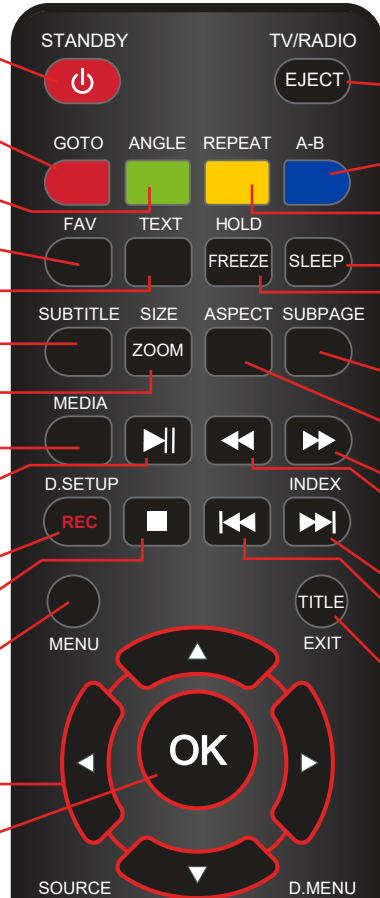 STANDBY TV/RADIO
EJECT
GOTO ANGLE REPEAT A-B
FAV TEXT HOLD
FREEZE SLEEP
SUBTITLE SIZE ASPECT SUBPAGE
ZOOM
MEDIA
D.SETUP INDEX
REC
TITLE
MENU EXIT
OK
SOURCE D.MENU